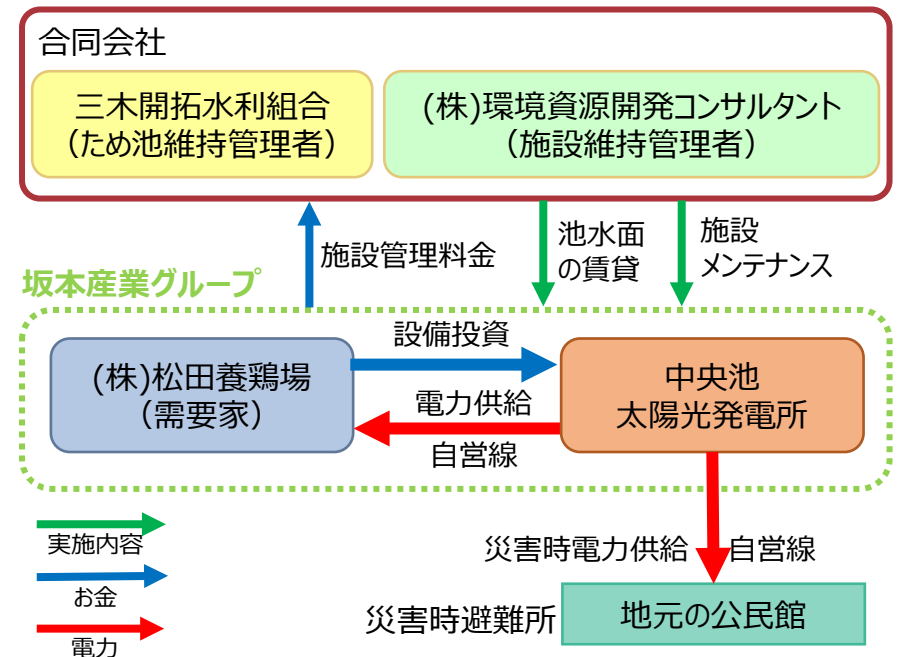 合同会社
三木開拓水利組合
（ため池維持管理者）
(株)環境資源開発コンサルタント
（施設維持管理者）
施設管理料金
池水面
の賃貸
施設
メンテナンス
坂本産業グループ
(株)松田養鶏場
（需要家）
設備投資
電力供給
自営線
中央池
太陽光発電所
実施内容
お金
電力
災害時電力供給
自営線
災害時避難所
地元の公民館